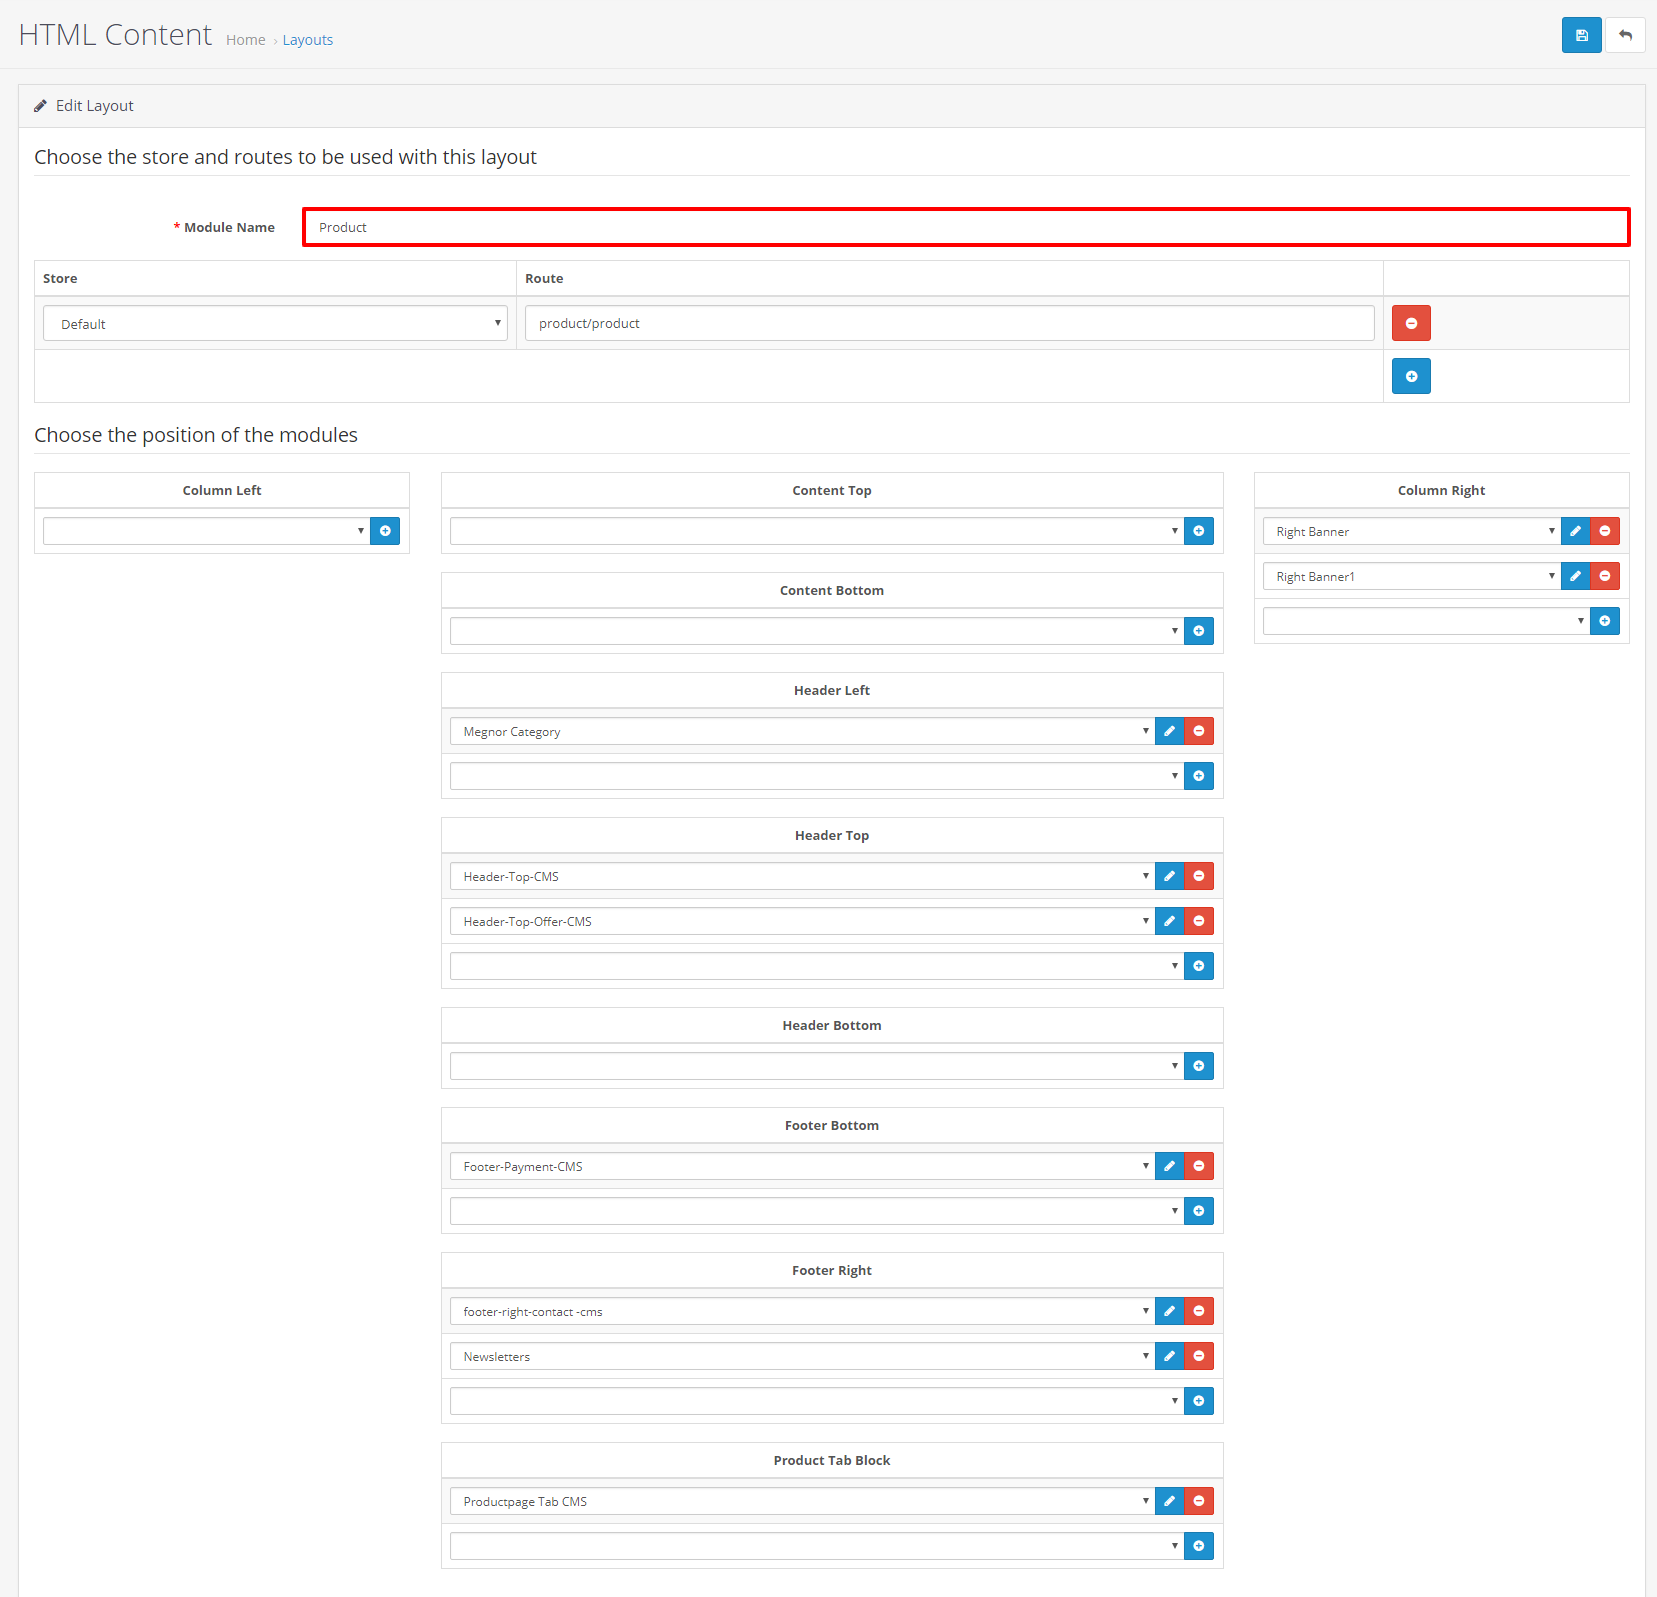 HTML Content Home › Layouts
Edit Layout
Choose the store and routes to be used with this layout
* Module Name Product
Store Route
Default product/product
Choose the position of the modules
Column Left
Content Top
Content Bottom
Header Left
Megnor Category
Header Top
Header-Top-CMS
Header-Top-Offer-CMS
Header Bottom
Footer Bottom
Footer-Payment-CMS
Footer Right
footer-right-contact -cms
Newsletters
Product Tab Block
Productpage Tab CMS
Column Right
Right Banner
Right Banner1